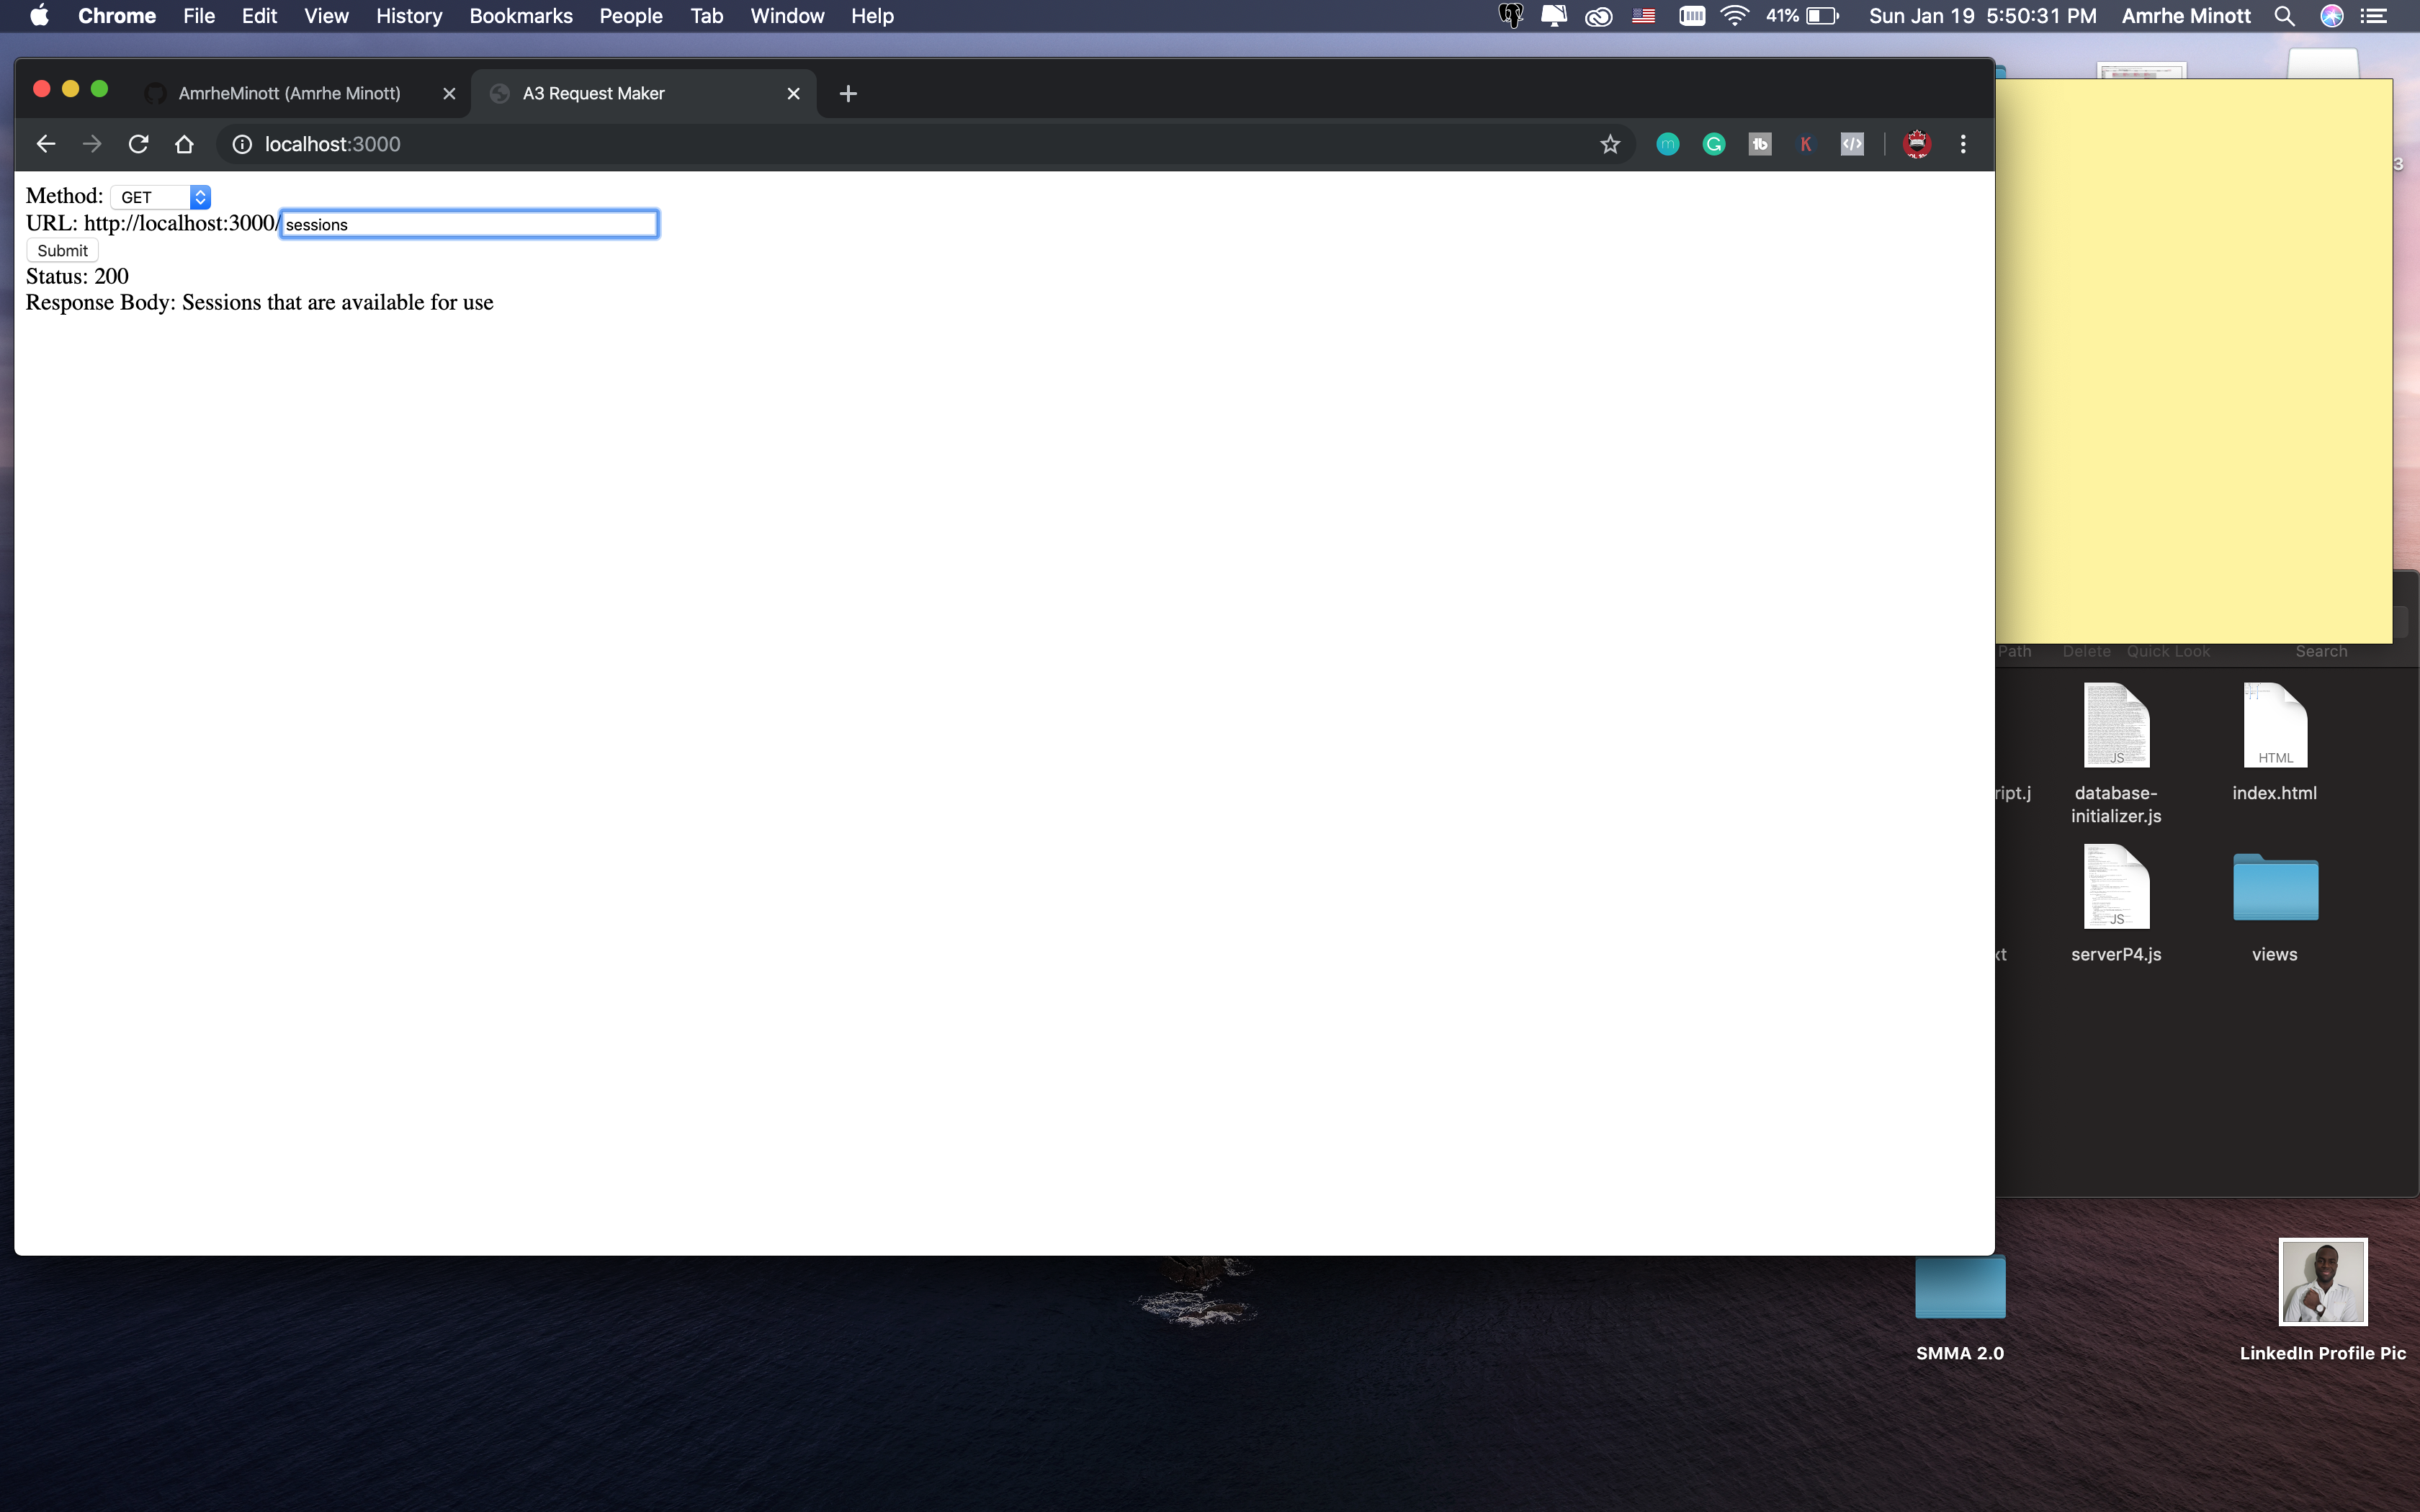 Chrome File Edit View History Bookmarks People Tab Window Help 41% Sun Jan 19 5:50:31 PM Amrhe Minott
AmrheMinott (Amrhe Minott)
A3 Request Maker
localhost:3000
Method: GET
URL: http://localhost:3000/ sessions
Submit
Status: 200
Response Body: Sessions that are available for use
3
Path Delete Quick Look Search
JS
HTML
ript.j
database-
initializer.js
index.html
JS
xt
serverP4.js
views
SMMA 2.0
LinkedIn Profile Pic